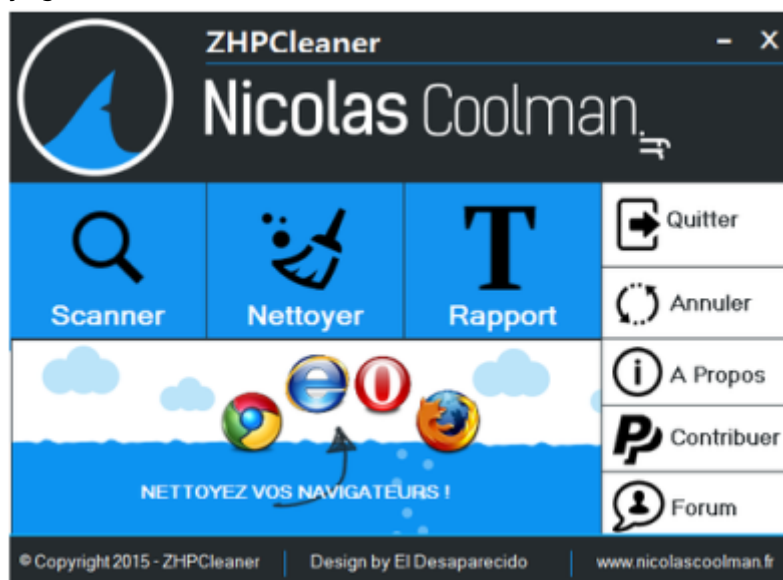 ZHPCleaner
Nicolas Coolman.fr
Scanner
Nettoyer
T
Rapport
Quitter
Annuler
A Propos
Contribuer
Forum
NETTOYEZ VOS NAVIGATEURS !
© Copyright 2015 - ZHPCleaner
Design by El Desaparecido
www.nicolascoolman.fr